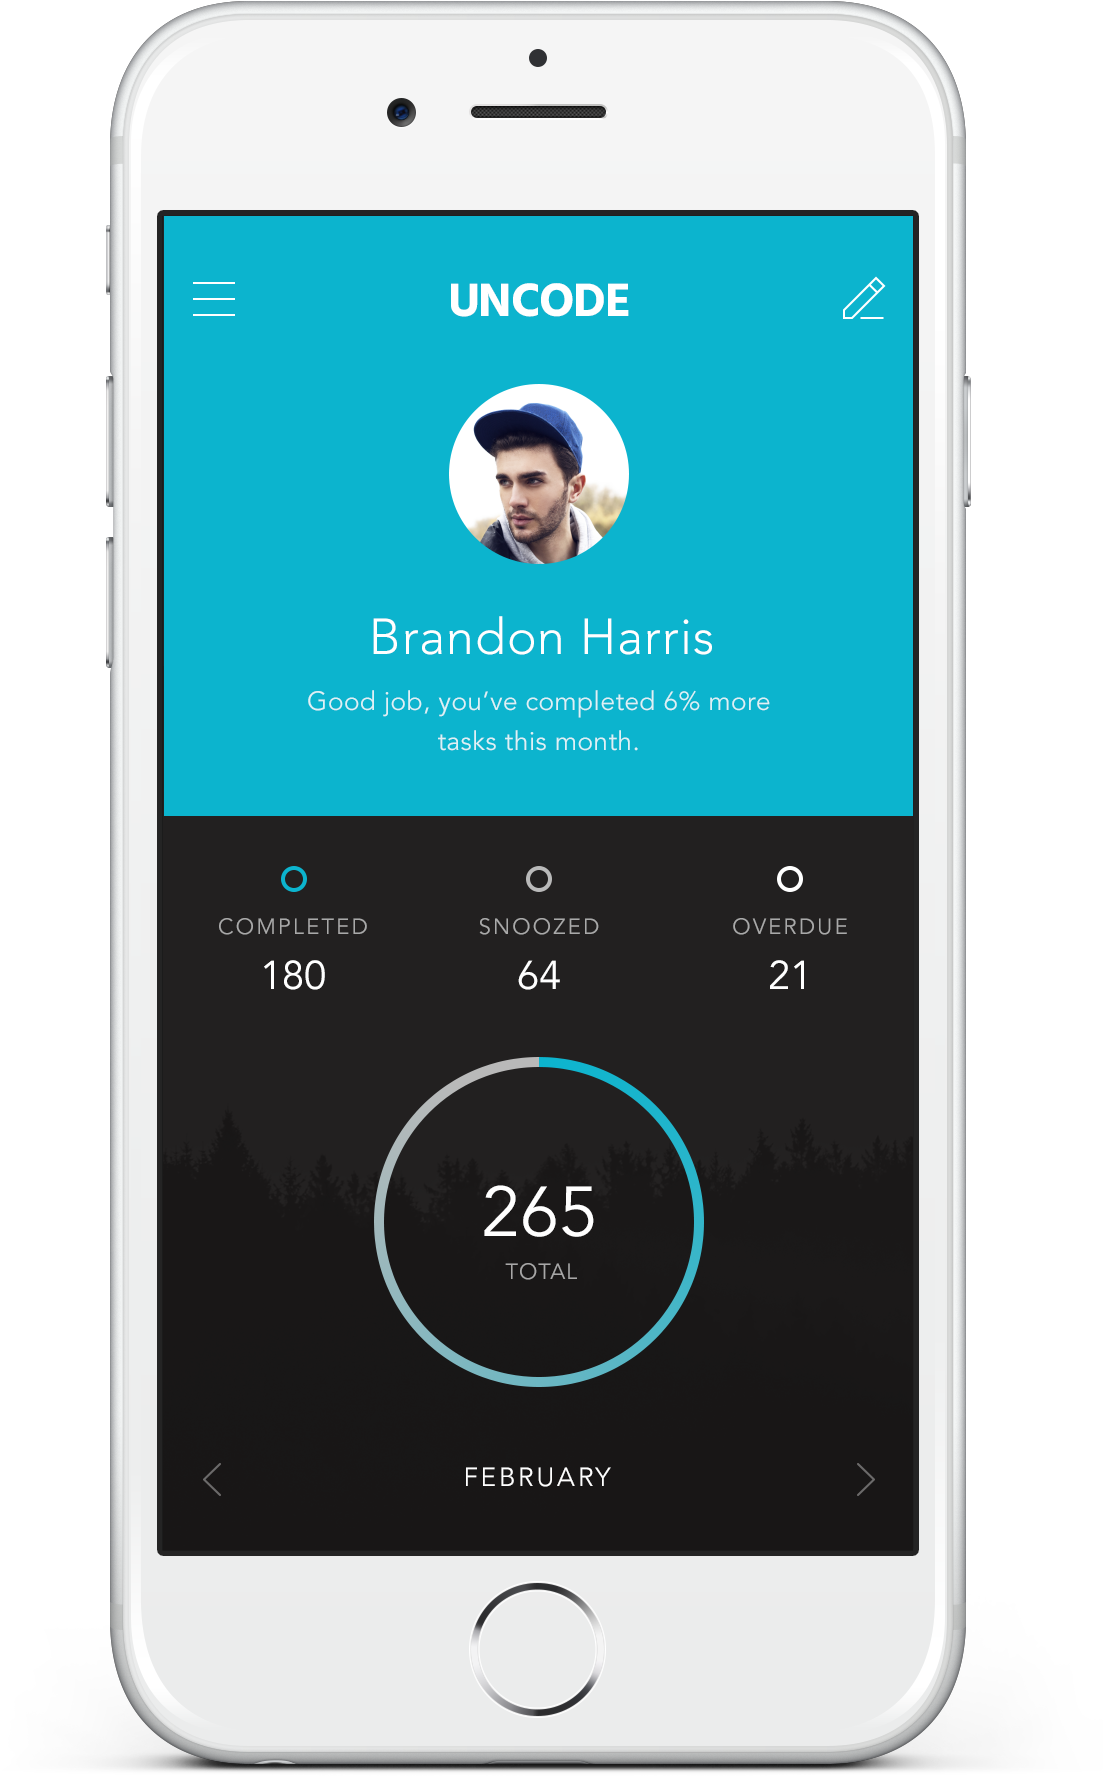 UNCODE
Brandon Harris
Good job, you’ve completed 6% more
tasks this month.
COMPLETED
SNOOZED
OVERDUE
180
64
21
265
TOTAL
FEBRUARY